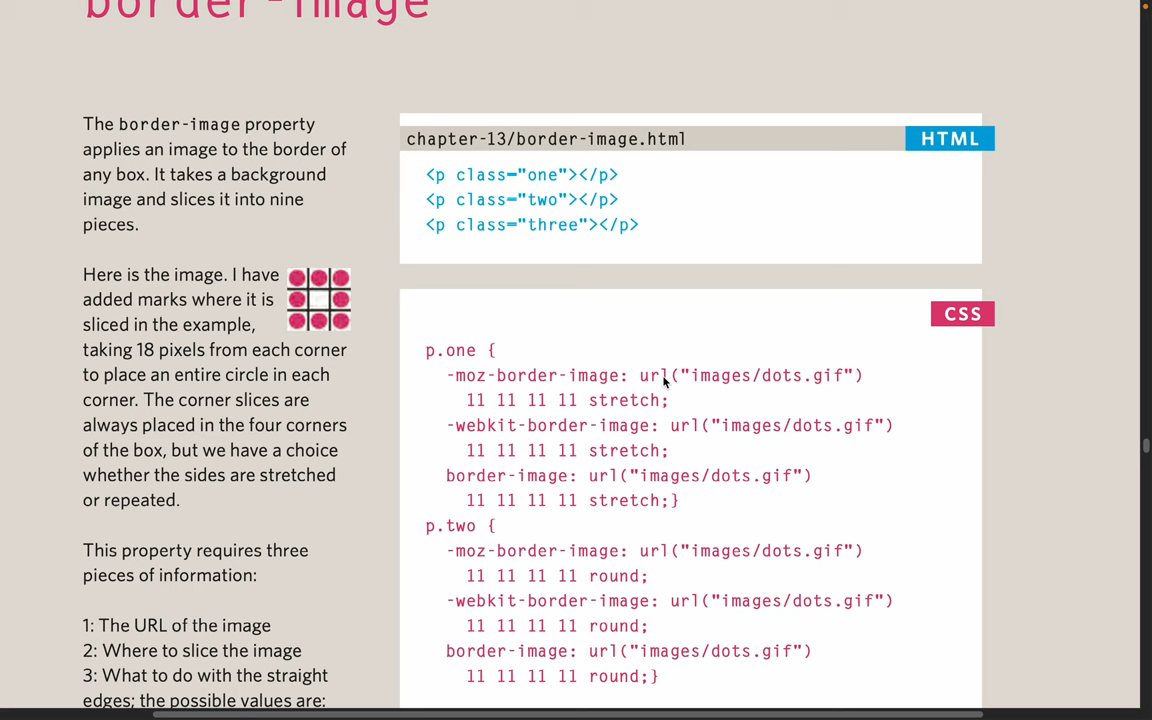 border-image
The border-image property
applies an image to the border of
any box. It takes a background
image and slices it into nine
pieces.
Here is the image. I have
added marks where it is
sliced in the example,
taking 18 pixels from each corner
to place an entire circle in each
corner. The corner slices are
always placed in the four corners
of the box, but we have a choice
whether the sides are stretched
or repeated.
This property requires three
pieces of information:
1: The URL of the image
2: Where to slice the image
3: What to do with the straight
edges; the possible values are:
chapter-13/border-image.html
HTML
<p class="one"></p>
<p class="two"></p>
<p class="three"></p>
CSS
p.one {
-moz-border-image: url("images/dots.gif")
11 11 11 11 stretch;
-webkit-border-image: url("images/dots.gif")
11 11 11 11 stretch;
border-image: url("images/dots.gif")
11 11 11 11 stretch;}
p.two {
-moz-border-image: url("images/dots.gif")
11 11 11 11 round;
-webkit-border-image: url("images/dots.gif")
11 11 11 11 round;
border-image: url("images/dots.gif")
11 11 11 11 round;}